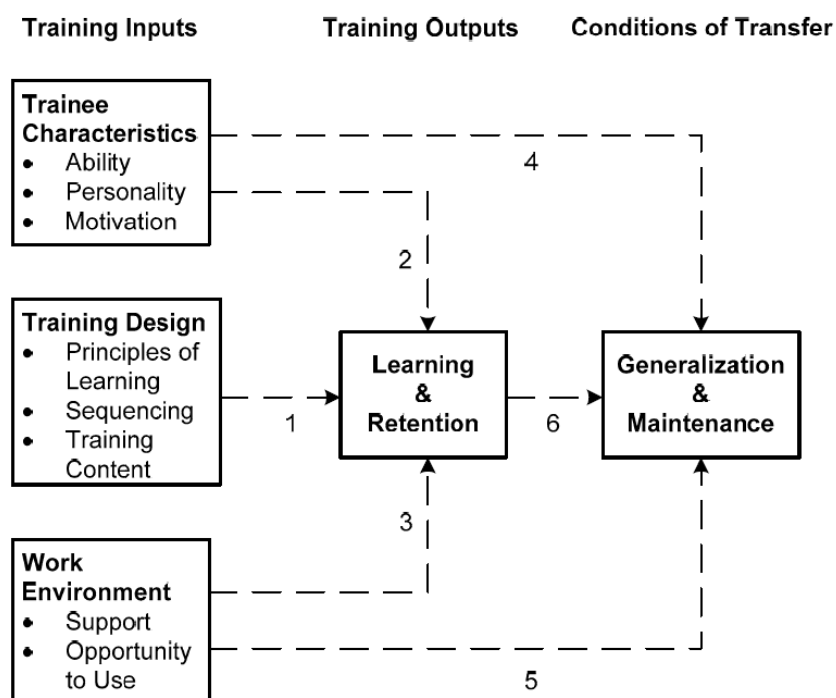 Training Inputs
Training Outputs
Conditions of Transfer
Trainee
Characteristics
• Ability
• Personality
• Motivation
4
2
Training Design
• Principles of
Learning
• Sequencing
• Training
Content
1
Learning
&
Retention
6
Generalization
&
Maintenance
3
Work
Environment
• Support
• Opportunity
to Use
5